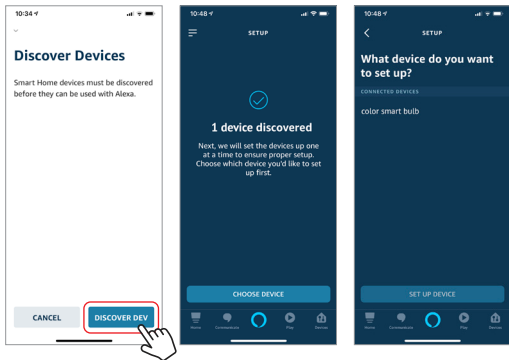 10:34
Discover Devices
Smart Home devices must be discovered
before they can be used with Alexa.
CANCEL
DISCOVER DEV
10:48
SETUP
1 device discovered
Next, we will set the devices up one
at a time to ensure proper setup.
Choose which device you'd like to set
up first.
CHOOSE DEVICE
Home
Communicate
Play
Devices
10:48
SETUP
What device do you want
to set up?
CONNECTED DEVICES
color smart bulb
SET UP DEVICE
Home
Communicate
Play
Devices